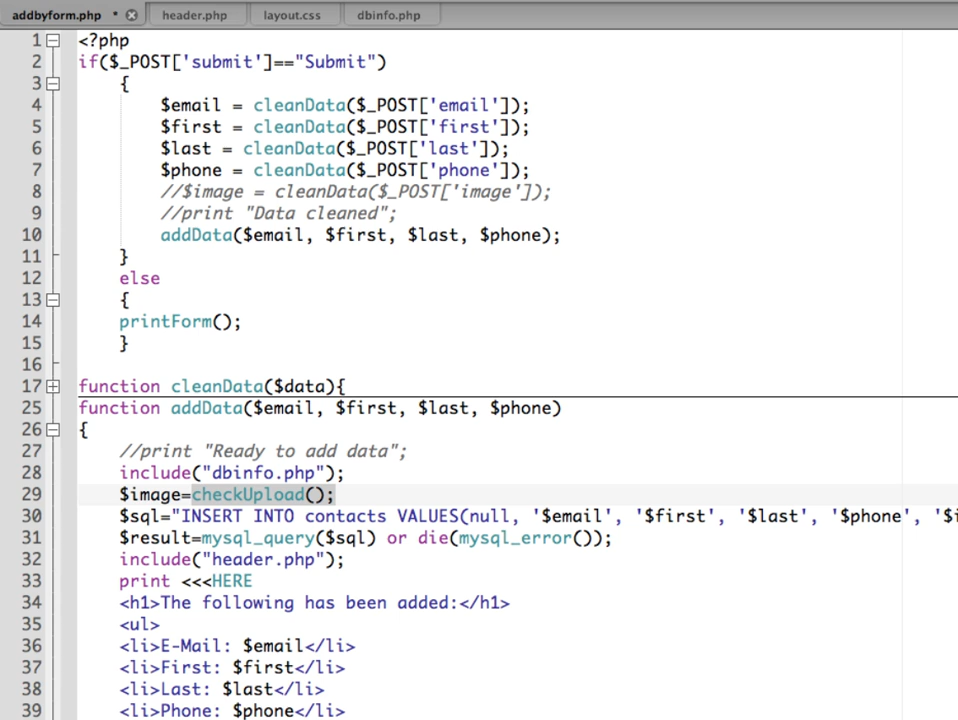 addbyform.php * header.php layout.css dbinfo.php
1 <?php
2 if($_POST['submit']=="Submit")
3 {
4 $email = cleanData($_POST['email']);
5 $first = cleanData($_POST['first']);
6 $last = cleanData($_POST['last']);
7 $phone = cleanData($_POST['phone']);
8 //$image = cleanData($_POST['image']);
9 //print "Data cleaned";
10 addData($email, $first, $last, $phone);
11 }
12 else
13 {
14 printForm();
15 }
16
17 function cleanData($data){
25 function addData($email, $first, $last, $phone)
26 {
27 //print "Ready to add data";
28 include("dbinfo.php");
29 $image=checkUpload();
30 $sql="INSERT INTO contacts VALUES(null, '$email', '$first', '$last', '$phone', '$i
31 $result=mysql_query($sql) or die(mysql_error());
32 include("header.php");
33 print <<<HERE
34 <h1>The following has been added:</h1>
35 <ul>
36 <li>E-Mail: $email</li>
37 <li>First: $first</li>
38 <li>Last: $last</li>
39 <li>Phone: $phone</li>